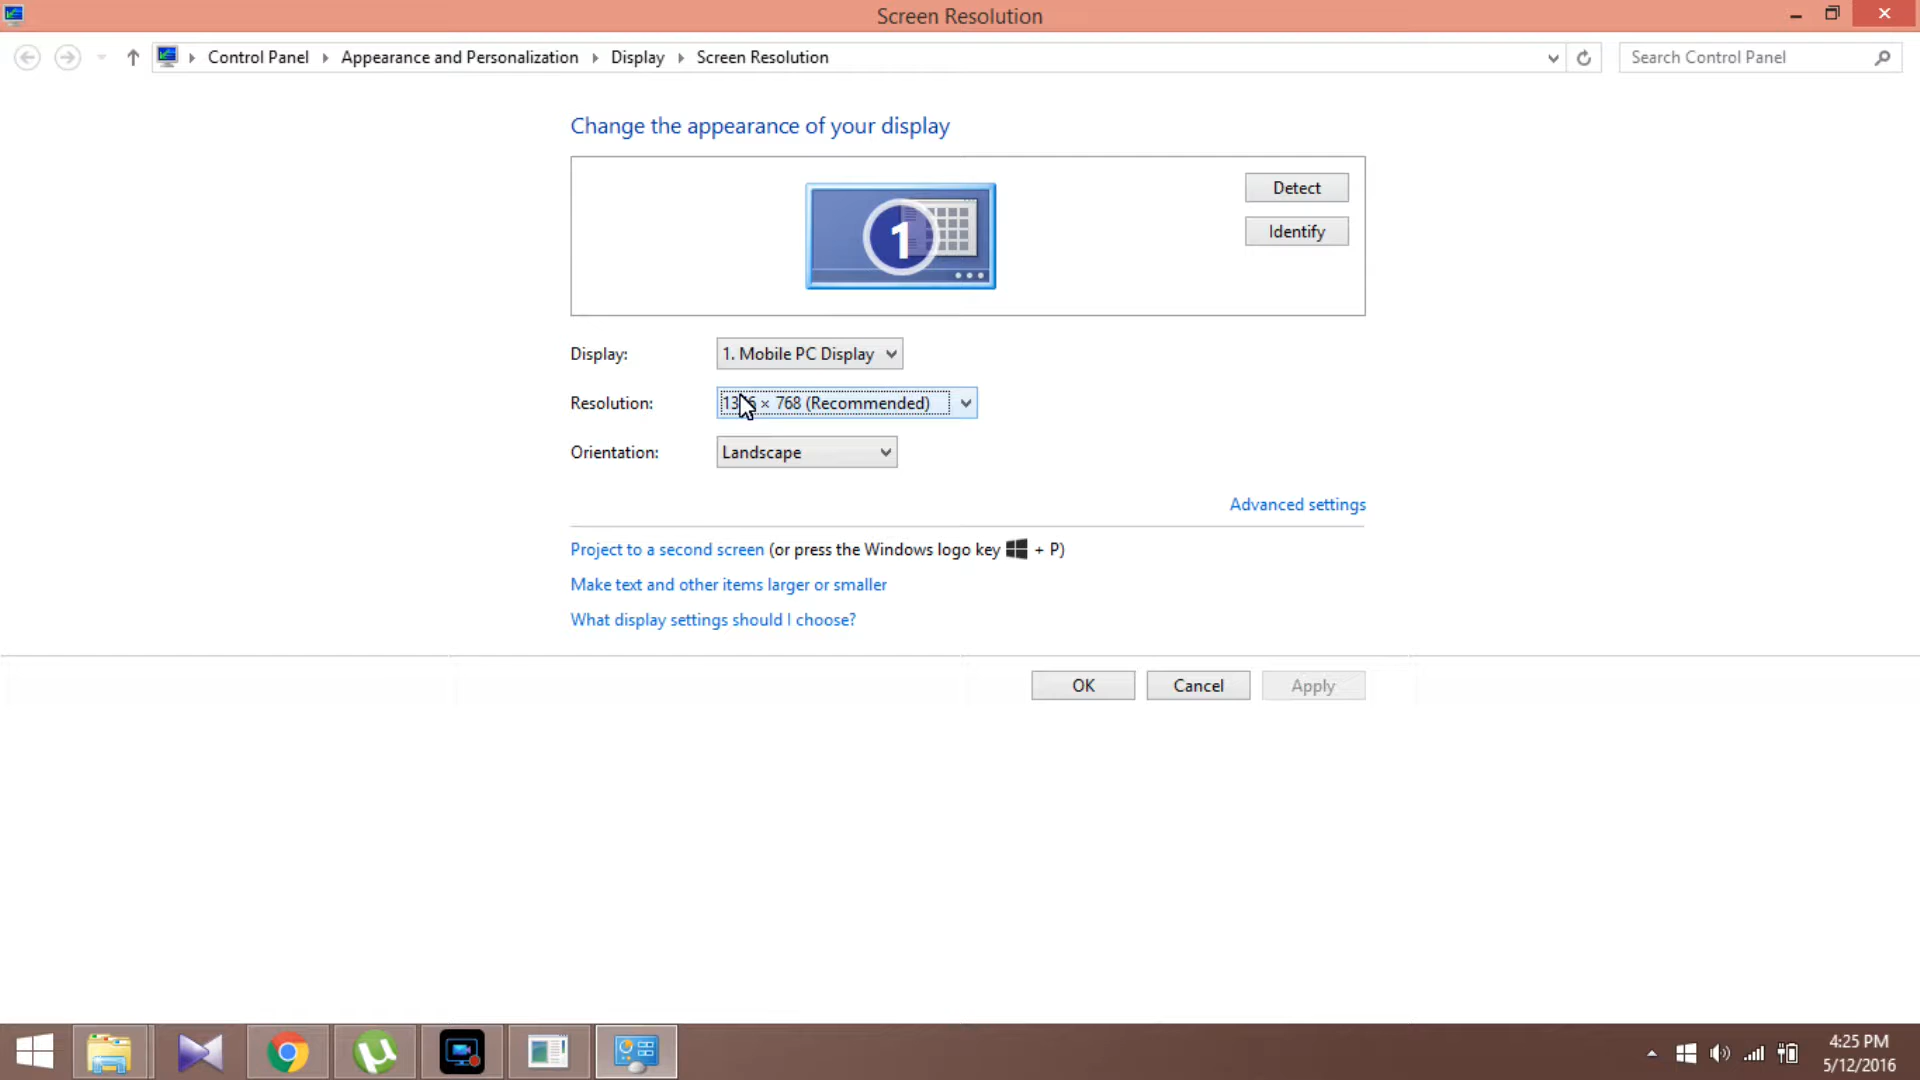 Screen Resolution
Control Panel Appearance and Personalization Display Screen Resolution
Search Control Panel
Change the appearance of your display
1
Detect
Identify
Display: 1. Mobile PC Display
Resolution: × 768 (Recommended)
Orientation: Landscape
Advanced settings
Project to a second screen (or press the Windows logo key + P)
Make text and other items larger or smaller
What display settings should I choose?
OK Cancel Apply
4:25 PM
5/12/2016